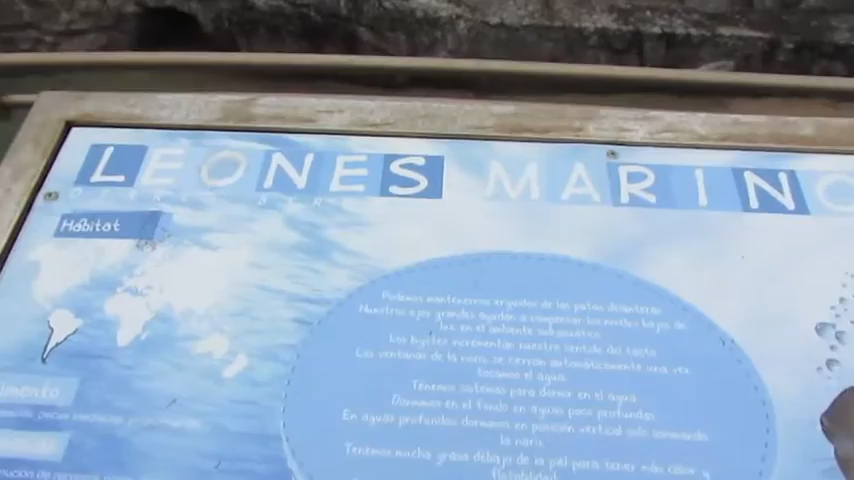 LEONES MARINO
Hábitat
Podemos mantenernos erguidos de las patas delanteras
Nuestros ojos grandes ayudan a compensar los niveles bajos de
luz en el ambiente subacuático
Los bigotes incrementan nuestro sentido del tacto
Las ventanas de la nariz se cierran automáticamente una vez
tocamos el agua
Tenemos sistemas para dormir en el agua
Dormimos en el fondo en aguas poco profundas
En aguas profundas dormimos en posición vertical solo asomando
la nariz
Tenemos mucha grasa debajo de la piel para tener más calor y
flotabilidad
limento